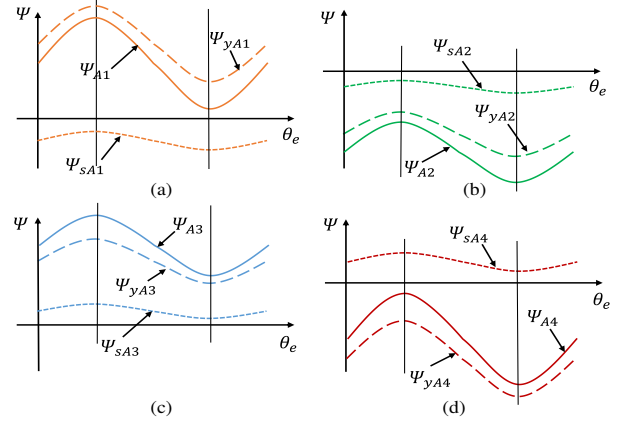 Ψ
Ψ_yA1
Ψ_A1
θ_e
Ψ_sA1
(a)
Ψ
Ψ_sA2
θ_e
Ψ_yA2
Ψ_A2
(b)
Ψ
Ψ_A3
Ψ_yA3
θ_e
Ψ_sA3
(c)
Ψ
Ψ_sA4
θ_e
Ψ_A4
Ψ_yA4
(d)